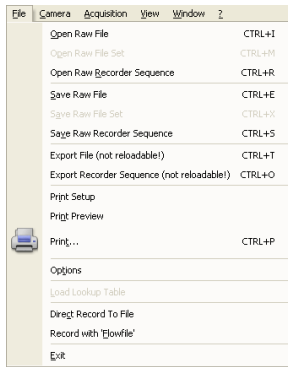 File Camera Acquisition View Window ?
Open Raw File CTRL+I
Open Raw File Set CTRL+M
Open Raw Recorder Sequence CTRL+R
Save Raw File CTRL+E
Save Raw File Set CTRL+X
Save Raw Recorder Sequence CTRL+S
Export File (not reloadable!) CTRL+T
Export Recorder Sequence (not reloadable!) CTRL+O
Print Setup
Print Preview
Print... CTRL+P
Options
Load Lookup Table
Direct Record To File
Record with 'Flowfile'
Exit